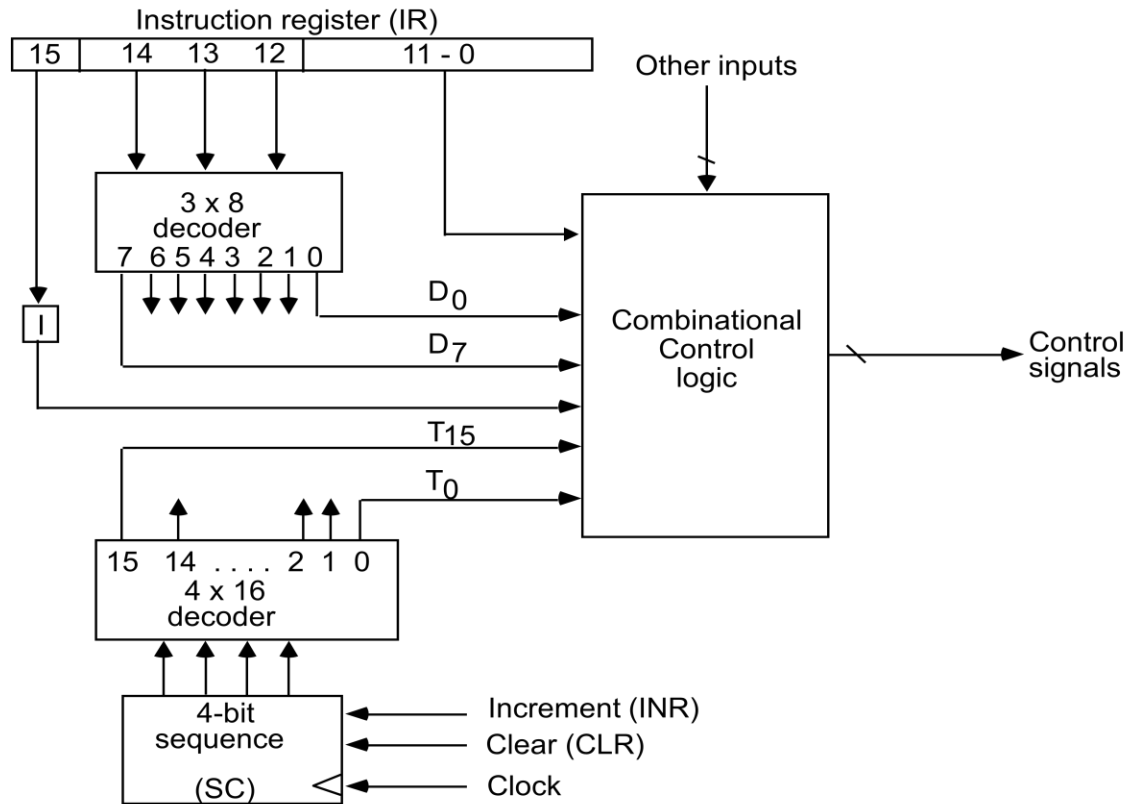 Instruction register (IR)
15 14 13 12 11 - 0
Other inputs
3 x 8
decoder
7 6 5 4 3 2 1 0
D0
I
D7
Combinational
Control
logic
Control
signals
T15
T0
15 14 . . . . 2 1 0
4 x 16
decoder
4-bit
sequence
(SC)
Increment (INR)
Clear (CLR)
Clock